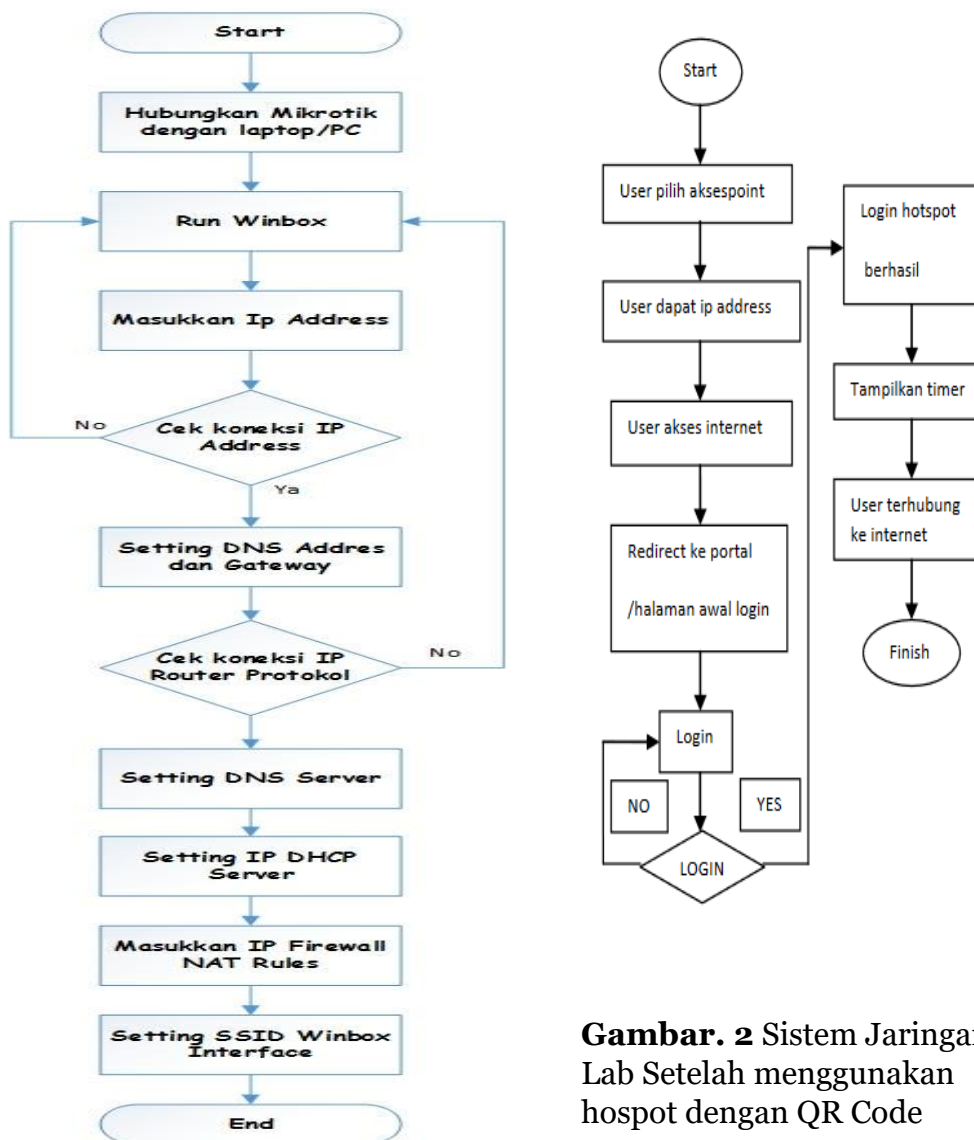 Start
Hubungkan Mikrotik
dengan laptop/PC
Run Winbox
Masukkan Ip Address
Cek koneksi IP
Address
No
Ya
Setting DNS Addres
dan Gateway
Cek koneksi IP
Router Protokol
No
Setting DNS Server
Setting IP DHCP
Server
Masukkan IP Firewall
NAT Rules
Setting SSID Winbox
Interface
End
Start
User pilih aksespoint
User dapat ip address
User akses internet
Redirect ke portal
/halaman awal login
Login
NO
YES
LOGIN
Login hotspot
berhasil
Tampilkan timer
User terhubung
ke internet
Finish
Gambar. 2 Sistem
Lab Setelah menggunakan
hospot dengan QR Code